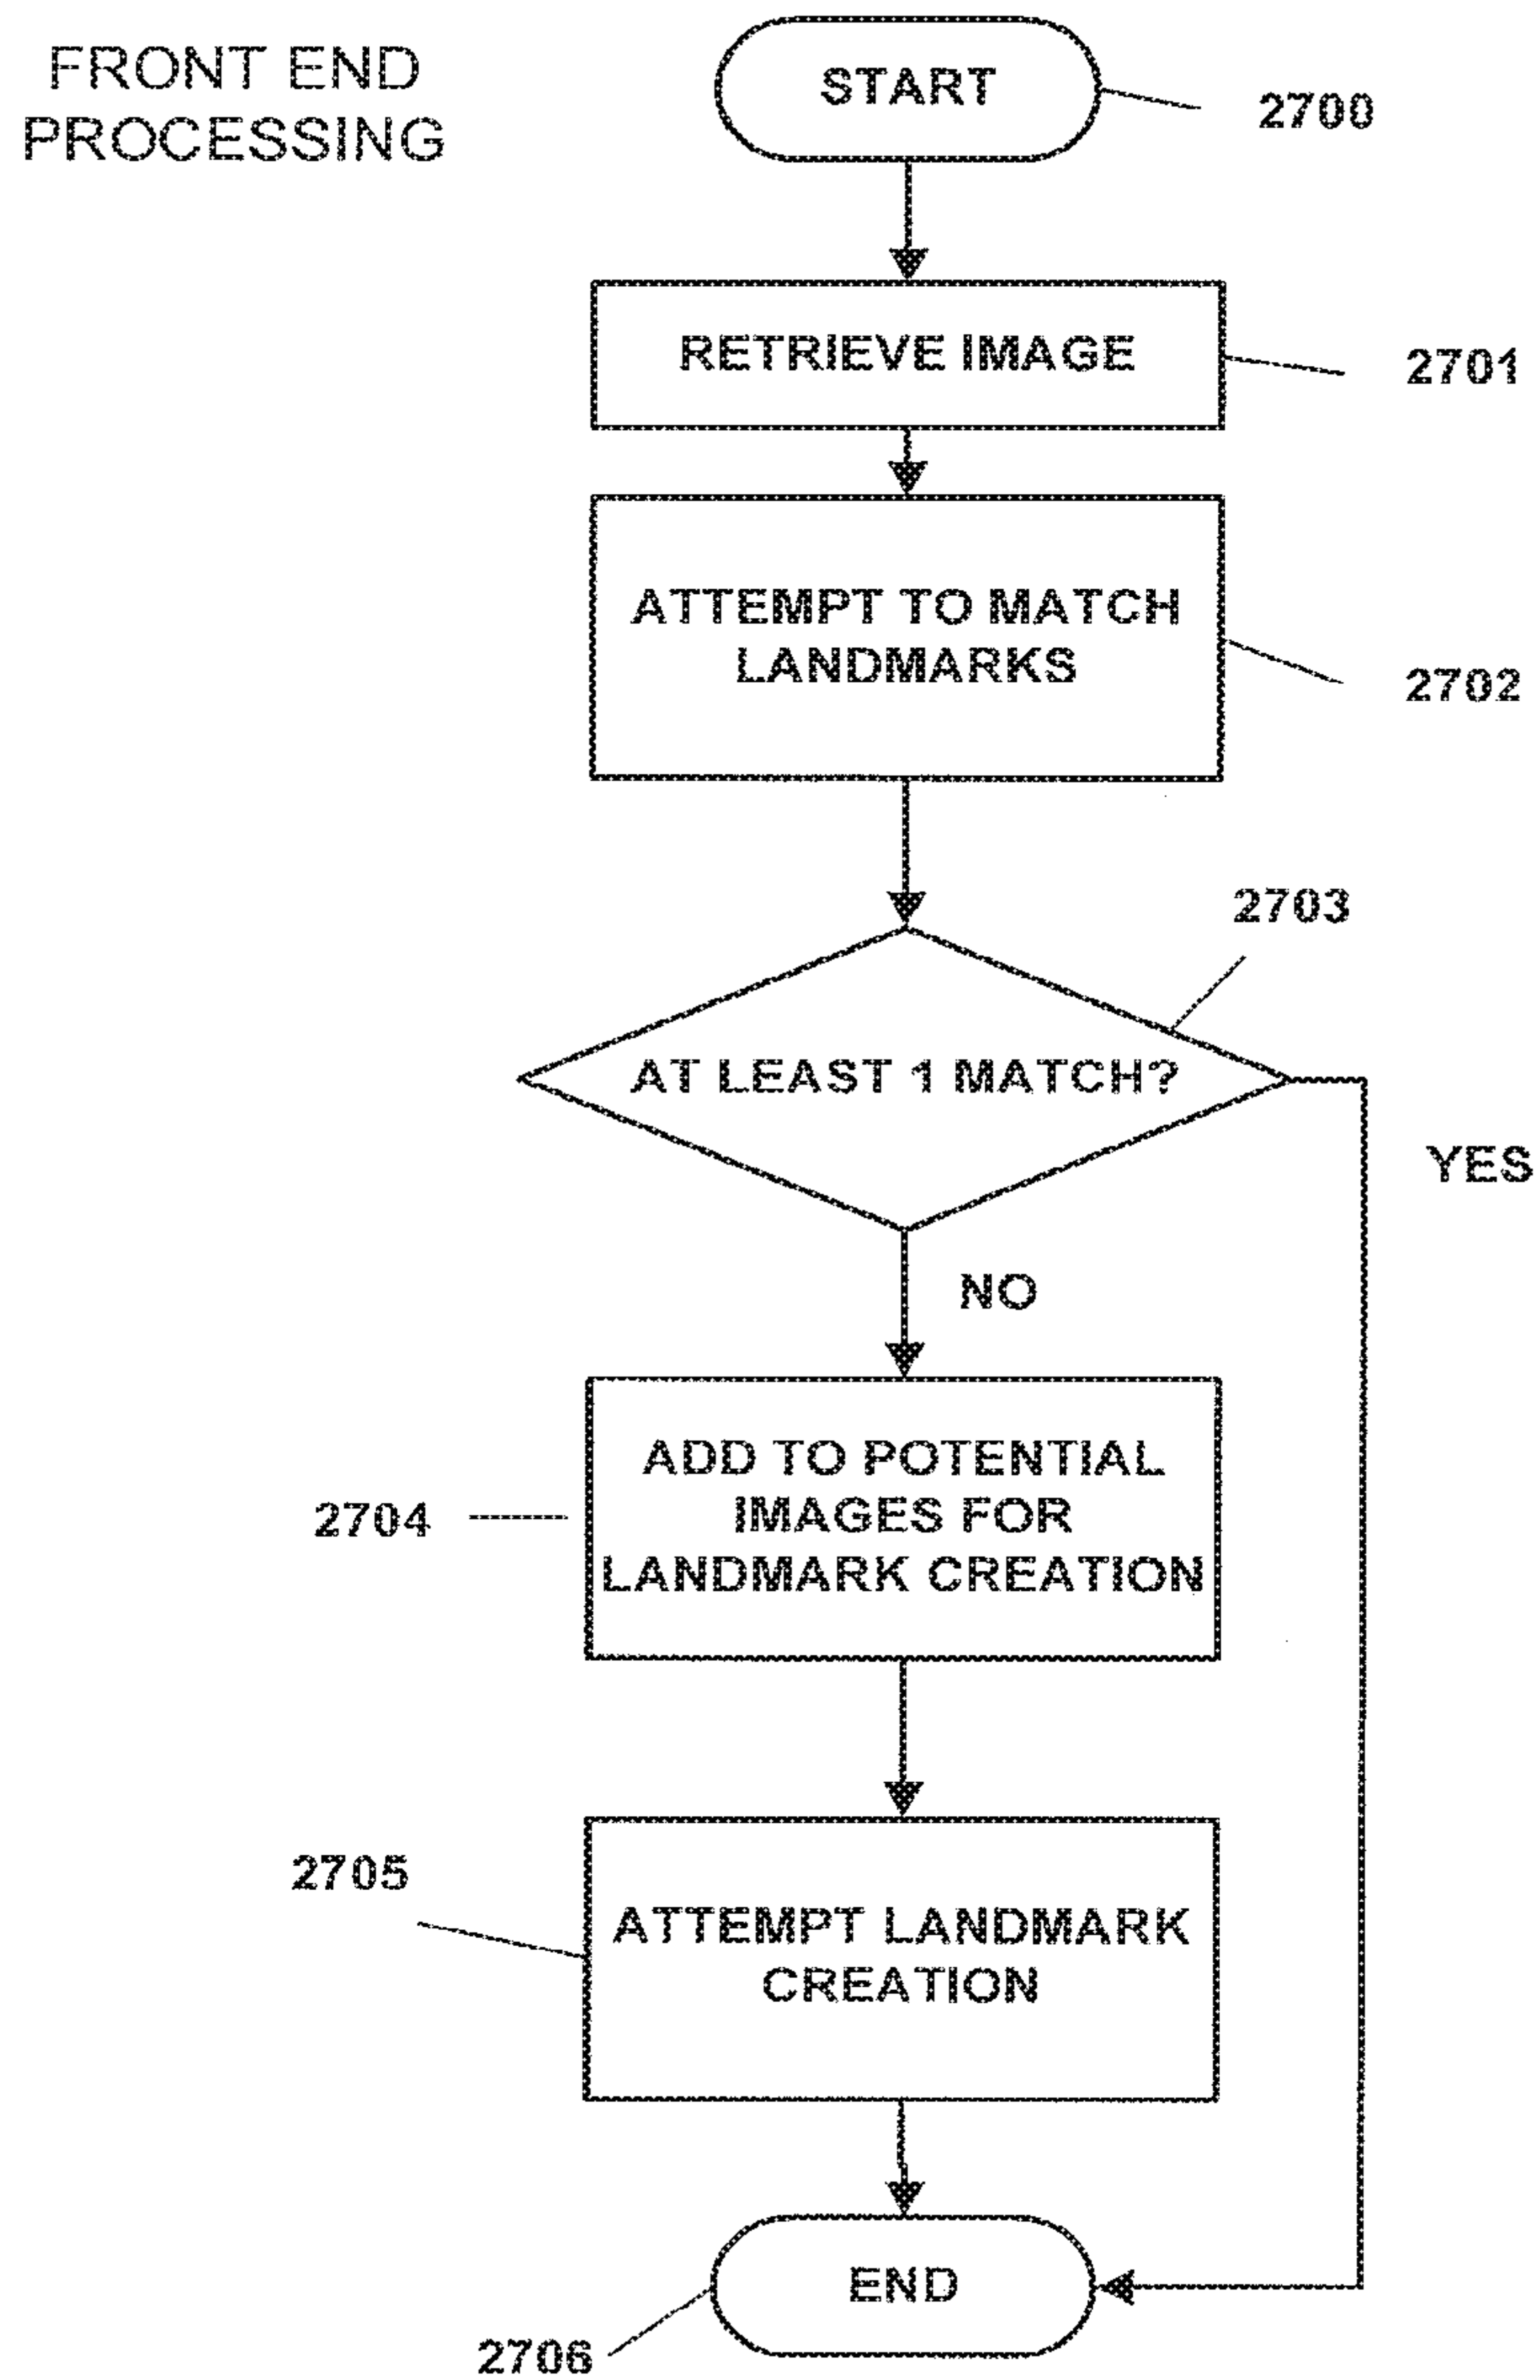 FRONT END
PROCESSING
START
2700
RETRIEVE IMAGE
2701
ATTEMPT TO MATCH
LANDMARKS
2702
2703
AT LEAST 1 MATCH?
YES
NO
ADD TO POTENTIAL
IMAGES FOR
LANDMARK CREATION
2704
2705
ATTEMPT LANDMARK
CREATION
END
2706